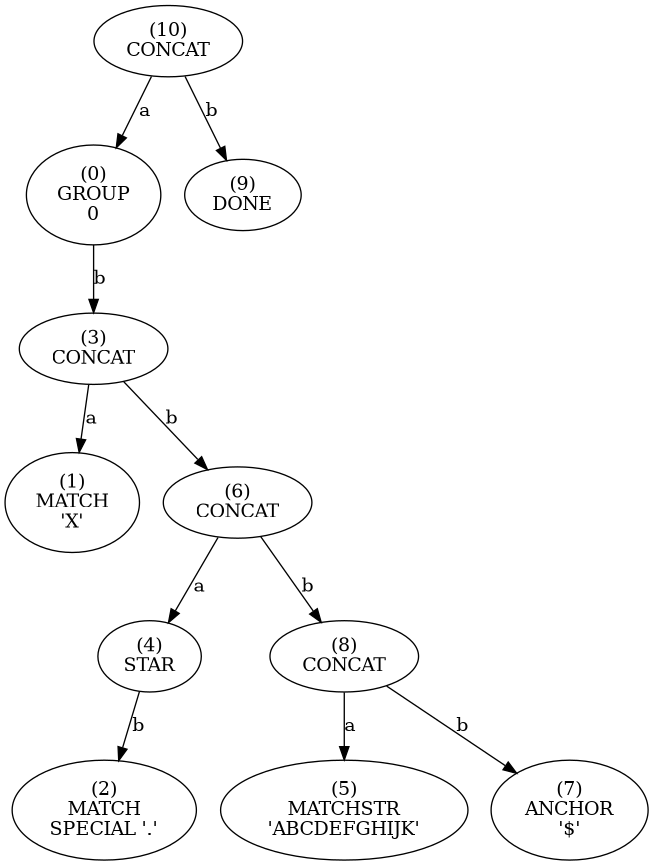 (10)
CONCAT
a
b
(0)
GROUP
0
(9)
DONE
b
(3)
CONCAT
a
b
(1)
MATCH
'X'
(6)
CONCAT
a
b
(4)
STAR
(8)
CONCAT
b
a
b
(2)
MATCH
SPECIAL '.'
(5)
MATCHSTR
'ABCDEFGHIJK'
(7)
ANCHOR
'$'